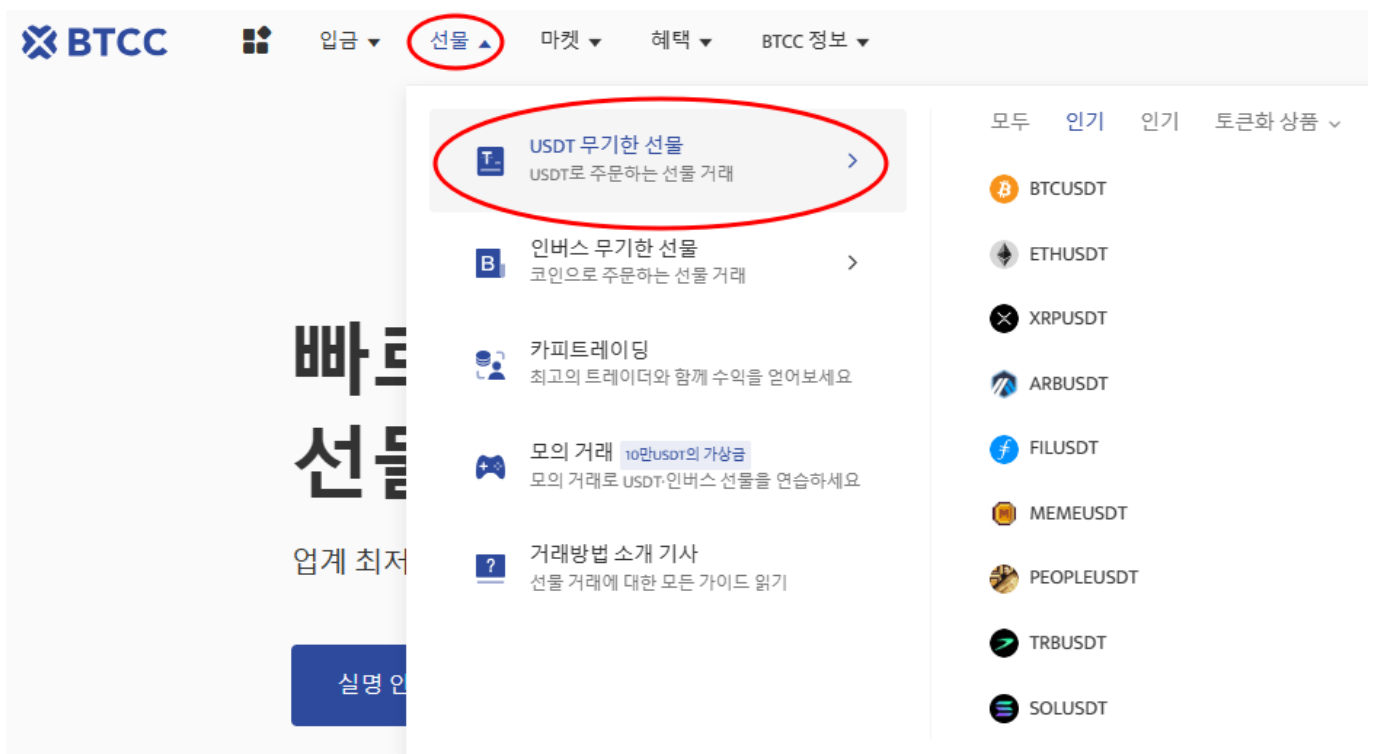 BTCC
입금 ▼
선물 ▲
마켓 ▼
혜택 ▼
BTCC 정보 ▼
USDT 무기한 선물
USDT로 주문하는 선물 거래
인버스 무기한 선물
코인으로 주문하는 선물 거래
카피트레이딩
최고의 트레이더와 함께 수익을 얻어보세요
모의 거래 10만USDT의 가상금
모의 거래로 USDT·인버스 선물을 연습하세요
거래방법 소개 기사
선물 거래에 대한 모든 가이드 읽기
모두 인기 인기 토큰화 상품
BTCUSDT
ETHUSDT
XRPUSDT
ARBUSDT
FILUSDT
MEMEUSDT
PEOPLEUSDT
TRBUSDT
SOLUSDT
업계 최저
실명